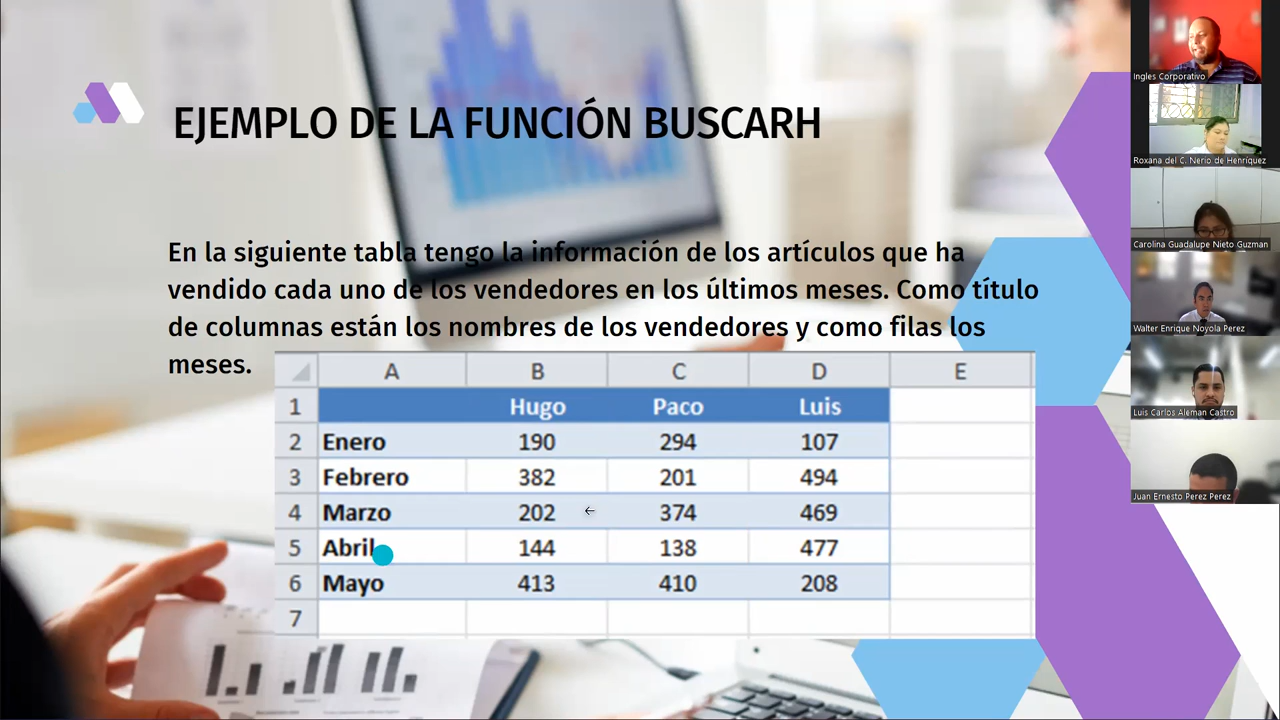 EJEMPLO DE LA FUNCIÓN BUSCARH
En la siguiente tabla tengo la información de los artículos que ha
vendido cada uno de los vendedores en los últimos meses. Como título
de columnas están los nombres de los vendedores y como filas los
meses.
A B C D E
1 Hugo Paco Luis
2 Enero 190 294 107
3 Febrero 382 201 494
4 Marzo 202 374 469
5 Abril 144 138 477
6 Mayo 413 410 208
7
Ingles Corporativo
Roxana del C. Nerio de Henríquez
Carolina Guadalupe Nieto Guzman
Walter Enrique Noyola Perez
Luis Carlos Aleman Castro
Juan Ernesto Perez Perez